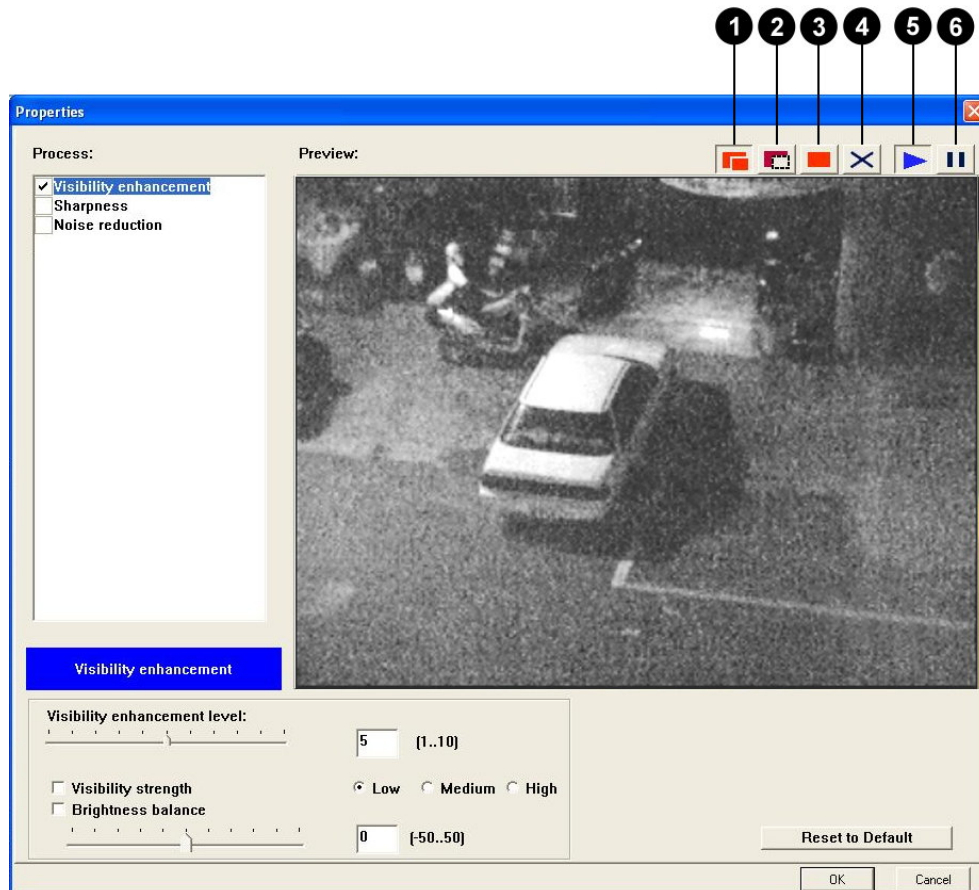 1 2 3 4 5 6
Properties
Process:
Preview:
Visibility enhancement
Sharpness
Noise reduction
Visibility enhancement
Visibility enhancement level:
5 (1..10)
Visibility strength
Low Medium High
Brightness balance
0 (-50..50)
Reset to Default
OK Cancel